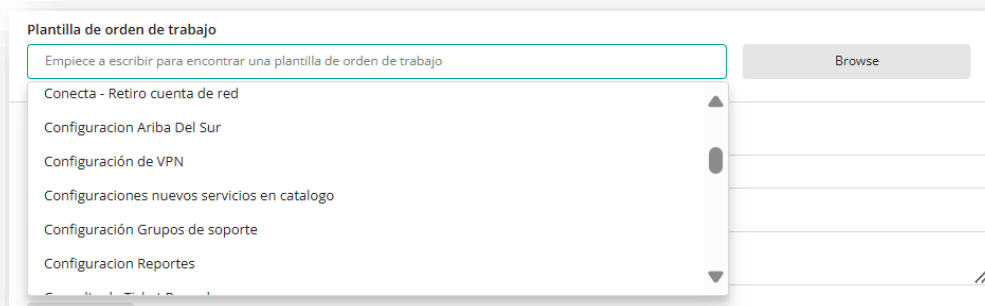 Plantilla de orden de trabajo
Empiece a escribir para encontrar una plantilla de orden de trabajo
Browse
Conecta - Retiro cuenta de red
Configuracion Ariba Del Sur
Configuración de VPN
Configuraciones nuevos servicios en catalogo
Configuración Grupos de soporte
Configuracion Reportes